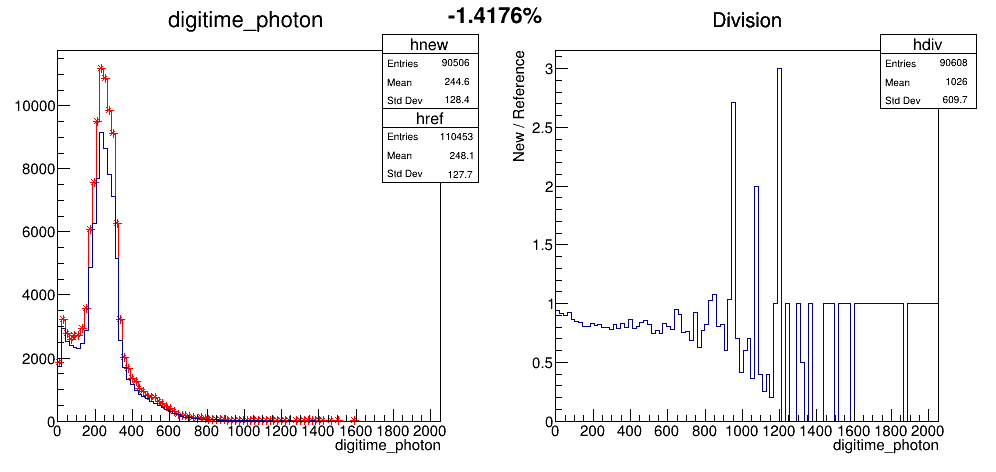 digitime_photon
-1.4176%
Division
hnew
Entries 90506
Mean 244.6
Std Dev 128.4
href
Entries 110453
Mean 248.1
Std Dev 127.7
10000
8000
6000
4000
2000
0
0 200 400 600 800 1000 1200 1400 1600 1800 2000
digitime_photon
hdiv
Entries 90608
Mean 1026
Std Dev 609.7
New / Reference
3
2.5
2
1.5
1
0.5
0
0 200 400 600 800 1000 1200 1400 1600 1800 2000
digitime_photon